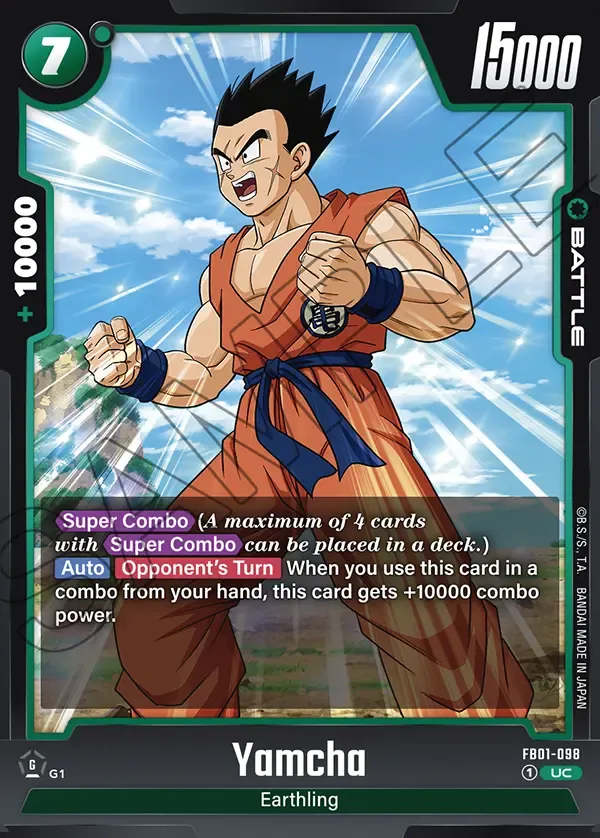 7
15000
+ 10000
BATTLE
亀
SAMPLE
Super Combo (A maximum of 4 cards
with Super Combo can be placed in a deck.)
Auto Opponent's Turn When you use this card in a
combo from your hand, this card gets +10000 combo
power.
©B.S./S., T.A. BANDAI MADE IN JAPAN
G G1
Yamcha
FB01-098
1 UC
Earthling